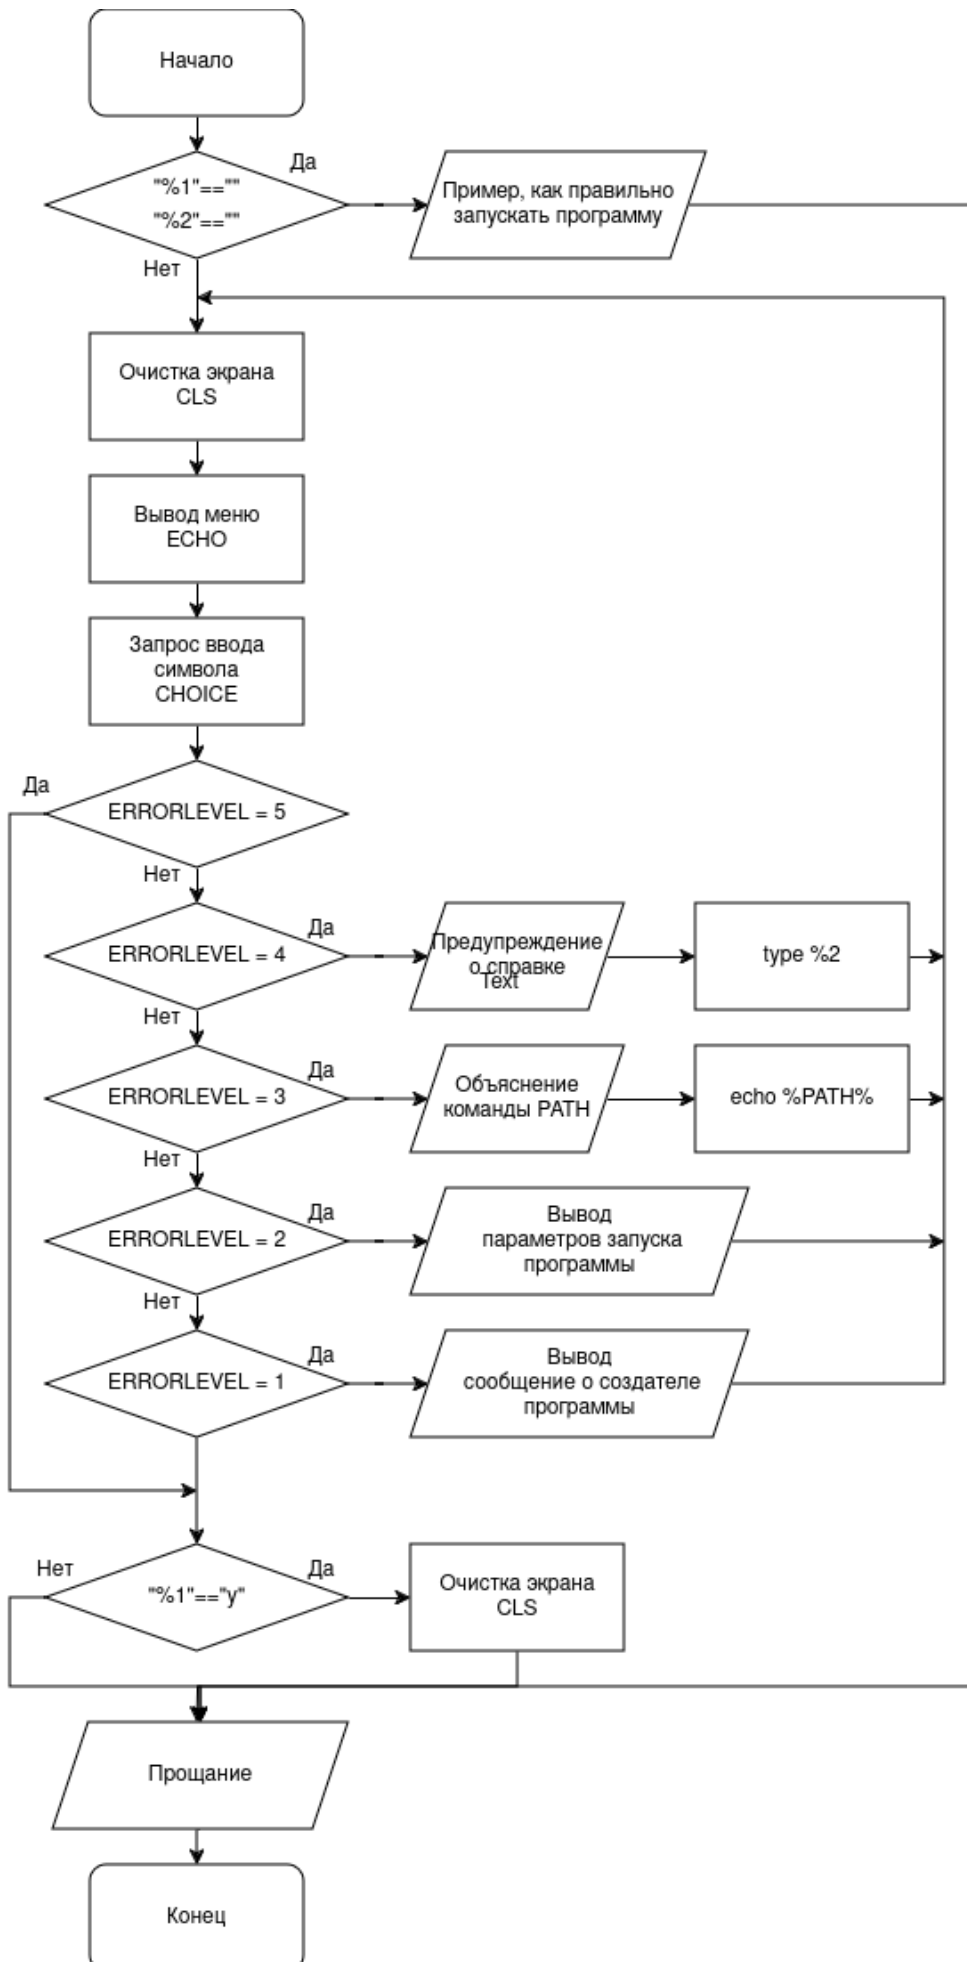 Начало
Да
"%1"==""
"%2"==""
Пример, как правильно
запускать программу
Нет
Очистка экрана
CLS
Вывод меню
ECHO
Запрос ввода
символа
CHOICE
Да
ERRORLEVEL = 5
Нет
Да
ERRORLEVEL = 4
Предупреждение
о справке
Text
type %2
Нет
Да
ERRORLEVEL = 3
Объяснение
команды PATH
echo %PATH%
Нет
Да
ERRORLEVEL = 2
Вывод
параметров запуска
программы
Нет
Да
ERRORLEVEL = 1
Вывод
сообщение о создателе
программы
Нет
Да
"%1"=="y"
Очистка экрана
CLS
Прощание
Конец